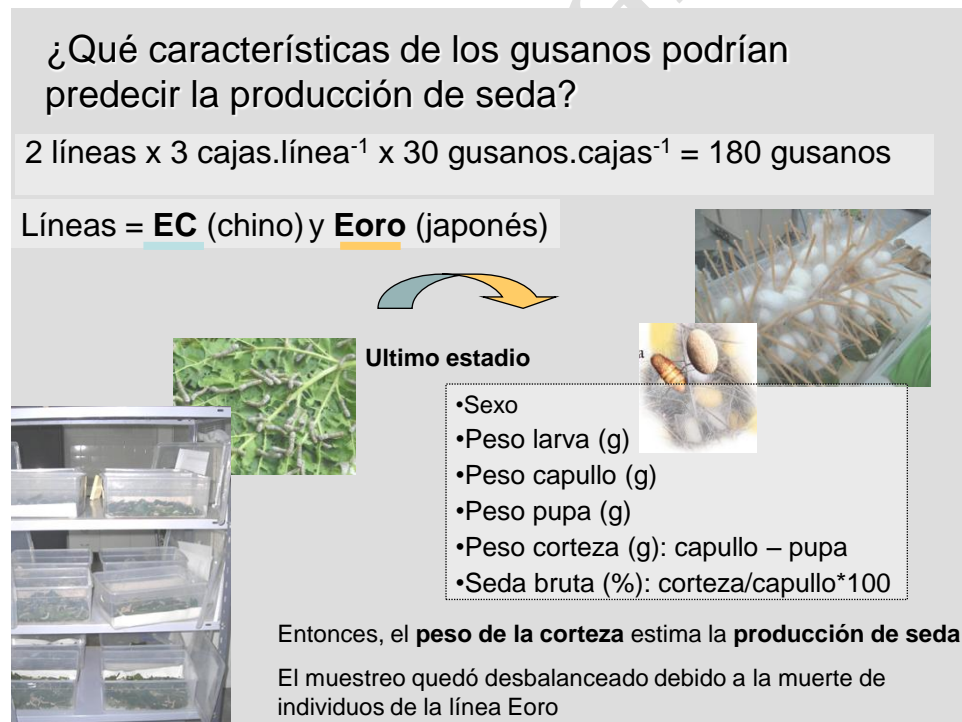 ¿Qué características de los gusanos podrían
predecir la producción de seda?
2 líneas x 3 cajas.línea⁻¹ x 30 gusanos.cajas⁻¹ = 180 gusanos
Líneas = EC (chino) y Eoro (japonés)
Ultimo estadio
a
•Sexo
•Peso larva (g)
•Peso capullo (g)
•Peso pupa (g)
•Peso corteza (g): capullo – pupa
•Seda bruta (%): corteza/capullo*100
Entonces, el peso de la corteza estima la producción de seda
El muestreo quedó desbalanceado debido a la muerte de
individuos de la línea Eoro